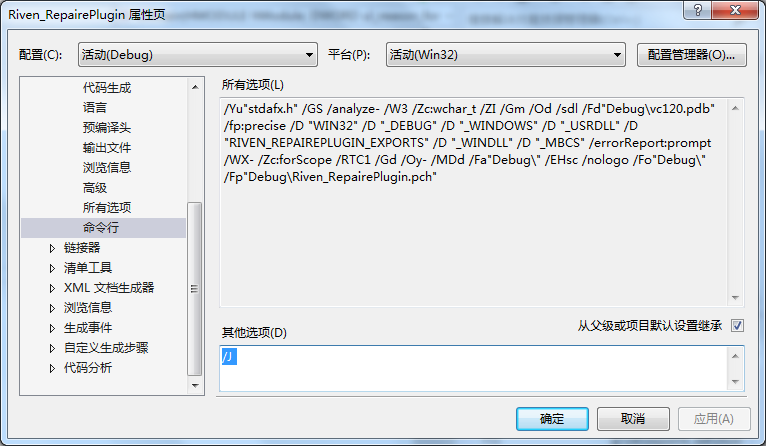 Riven_RepairePlugin 属性页
配置(C):
活动(Debug)
平台(P):
活动(Win32)
配置管理器(O)...
代码生成
语言
预编译头
输出文件
浏览信息
高级
所有选项
命令行
链接器
清单工具
XML 文档生成器
浏览信息
生成事件
自定义生成步骤
代码分析
所有选项(L)
/Yu"stdafx.h" /GS /analyze- /W3 /Zc:wchar_t /ZI /Gm /Od /sdl /Fd"Debug\vc120.pdb"
/fp:precise /D "WIN32" /D "_DEBUG" /D "_WINDOWS" /D "_USRDLL" /D
"RIVEN_REPAIREPLUGIN_EXPORTS" /D "_WINDLL" /D "_MBCS" /errorReport:prompt
/WX- /Zc:forScope /RTC1 /Gd /Oy- /MDd /Fa"Debug\" /EHsc /nologo /Fo"Debug\"
/Fp"Debug\Riven_RepairePlugin.pch"
从父级或项目默认设置继承
其他选项(D)
/J
确定
取消
应用(A)